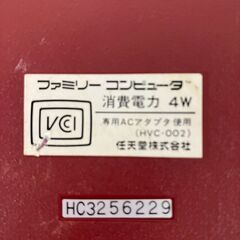 ファミリー コンピュータ
VCCI
消費電力 4W
専用ACアダプタ使用
(HVC-002)
任天堂株式会社
HC3256229